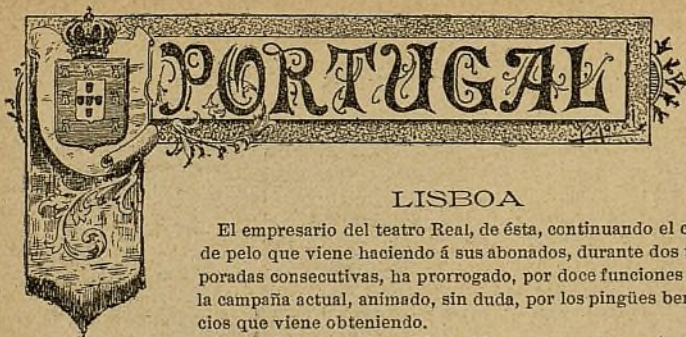 PORTUGAL
LISBOA
El empresario del teatro Real, de ésta, continuando el
de pelo que viene haciendo á sus abonados, durante dos
poradas consecutivas, ha prorrogado, por doce funciones
la campaña actual, animado, sin duda, por los pingües
cios que viene obteniendo.